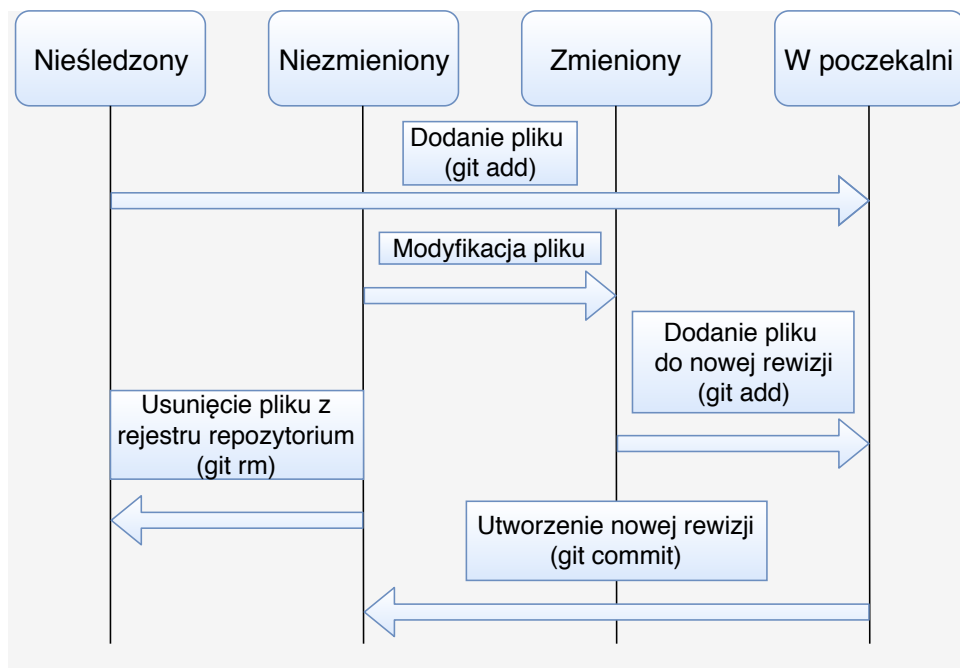 Nieśledzony
Niezmieniony
Zmieniony
W poczekalni
Dodanie pliku
(git add)
Modyfikacja pliku
Dodanie pliku
do nowej rewizji
(git add)
Usunięcie pliku z
rejestru repozytorium
(git rm)
Utworzenie nowej rewizji
(git commit)